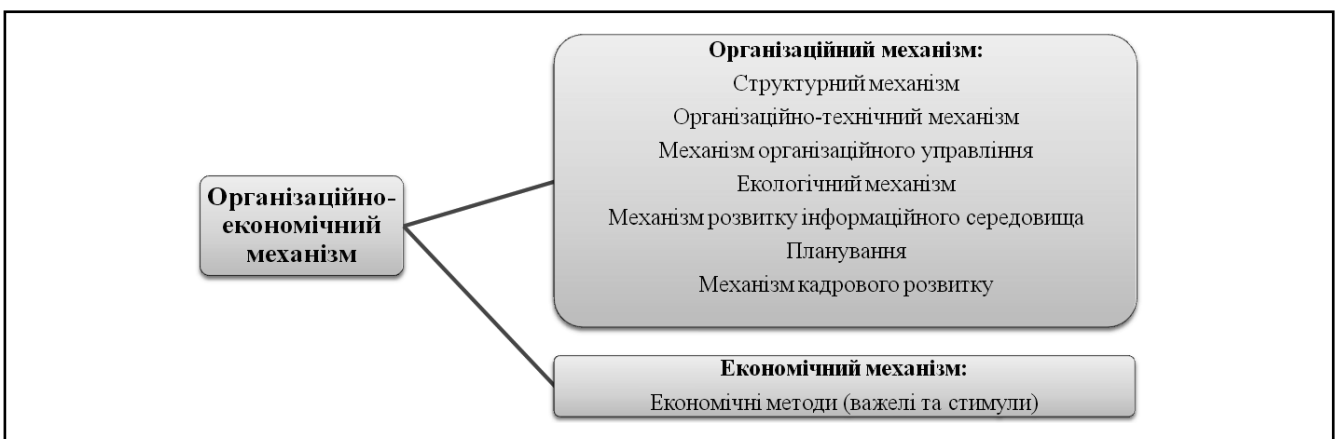 Організаційно-
економічний
механізм
Організаційний механізм:
Структурний механізм
Організаційно-технічний механізм
Механізм організаційного управління
Екологічний механізм
Механізм розвитку інформаційного середовища
Планування
Механізм кадрового розвитку
Економічний механізм:
Економічні методи (важелі та стимули)